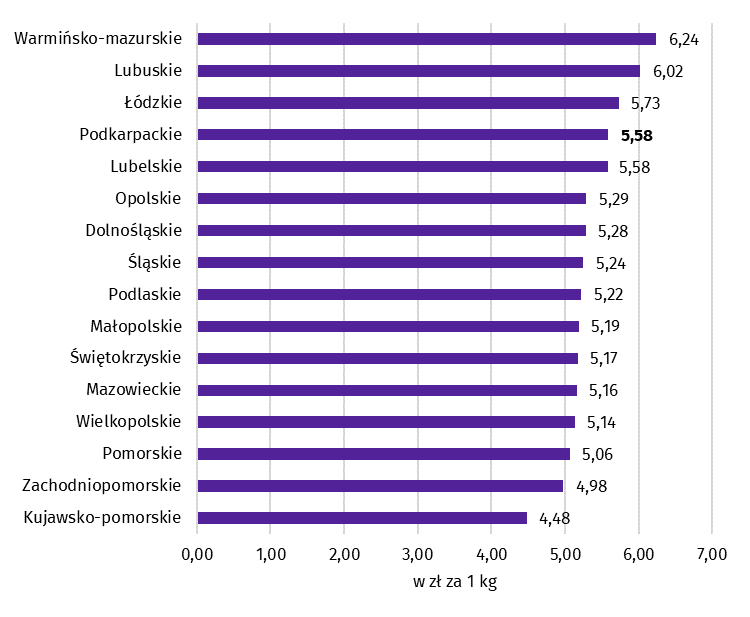 Warmińsko-mazurskie 6,24
Lubuskie 6,02
Łódzkie 5,73
Podkarpackie 5,58
Lubelskie 5,58
Opolskie 5,29
Dolnośląskie 5,28
Śląskie 5,24
Podlaskie 5,22
Małopolskie 5,19
Świętokrzyskie 5,17
Mazowieckie 5,16
Wielkopolskie 5,14
Pomorskie 5,06
Zachodniopomorskie 4,98
Kujawsko-pomorskie 4,48
0,00 1,00 2,00 3,00 4,00 5,00 6,00 7,00
w zł za 1 kg